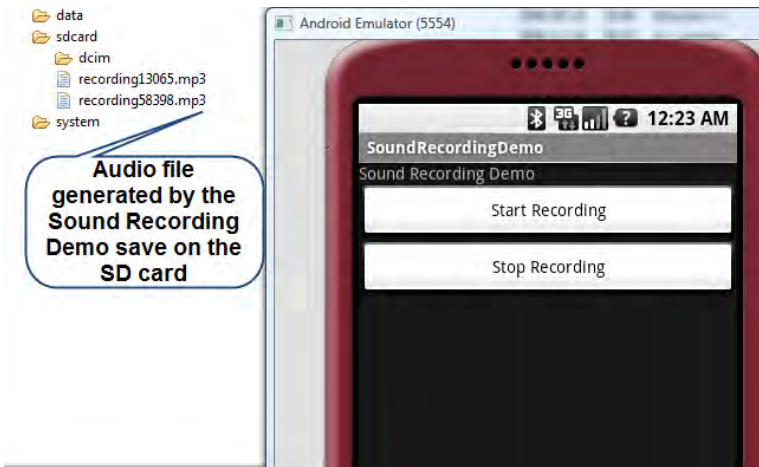 data
sdcard
dcim
recording13065.mp3
recording58398.mp3
system
Audio file
generated by the
Sound Recording
Demo save on the
SD card
Android Emulator (5554)
3G 12:23 AM
SoundRecordingDemo
Sound Recording Demo
Start Recording
Stop Recording